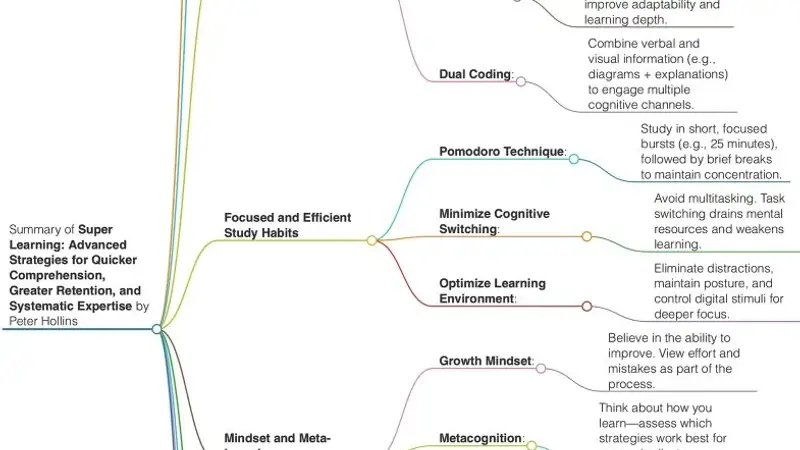 improve adaptability and
learning depth.
Dual Coding:
Combine verbal and
visual information (e.g.,
diagrams + explanations)
to engage multiple
cognitive channels.
Pomodoro Technique:
Study in short, focused
bursts (e.g., 25 minutes),
followed by brief breaks
to maintain concentration.
Focused and Efficient
Study Habits
Minimize Cognitive
Switching:
Avoid multitasking. Task
switching drains mental
resources and weakens
learning.
Optimize Learning
Environment:
Eliminate distractions,
maintain posture, and
control digital stimuli for
deeper focus.
Summary of Super
Learning: Advanced
Strategies for Quicker
Comprehension,
Greater Retention, and
Systematic Expertise by
Peter Hollins
Growth Mindset:
Believe in the ability to
improve. View effort and
mistakes as part of the
process.
Mindset and Meta-
Metacognition:
Think about how you
learn—assess which
strategies work best for